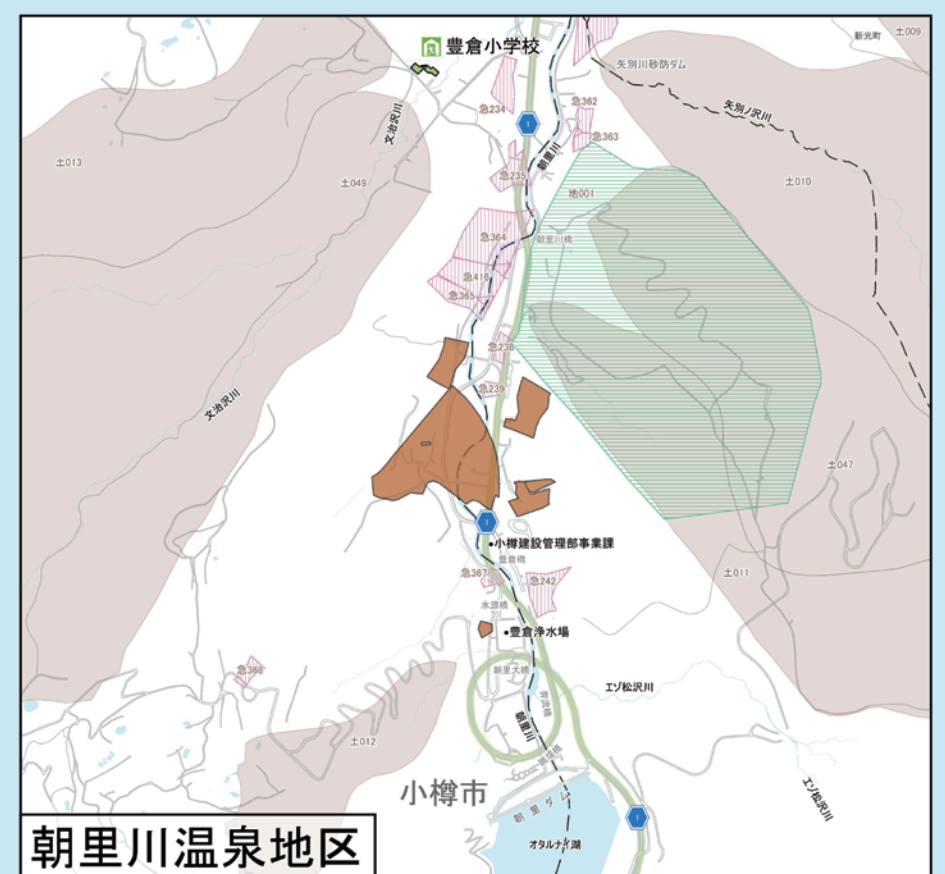 豊倉小学校
新光町
土009
矢別川砂防ダム
矢別ノ沢川
急234
急362
急363
文治沢川
朝里川
土013
土049
急235
地001
土010
急364
朝里川橋
急416
急365
急238
急239
文治沢川
土047
1
1
小樽建設管理部事業課
豊倉橋
急367
急242
土011
水源橋
豊倉浄水場
急368
朝里大橋
エゾ松沢川
清流橋
朝里川
土012
小樽市
朝里ダム
エゾ松沢川
1
オタルナイ湖
朝里川温泉地区